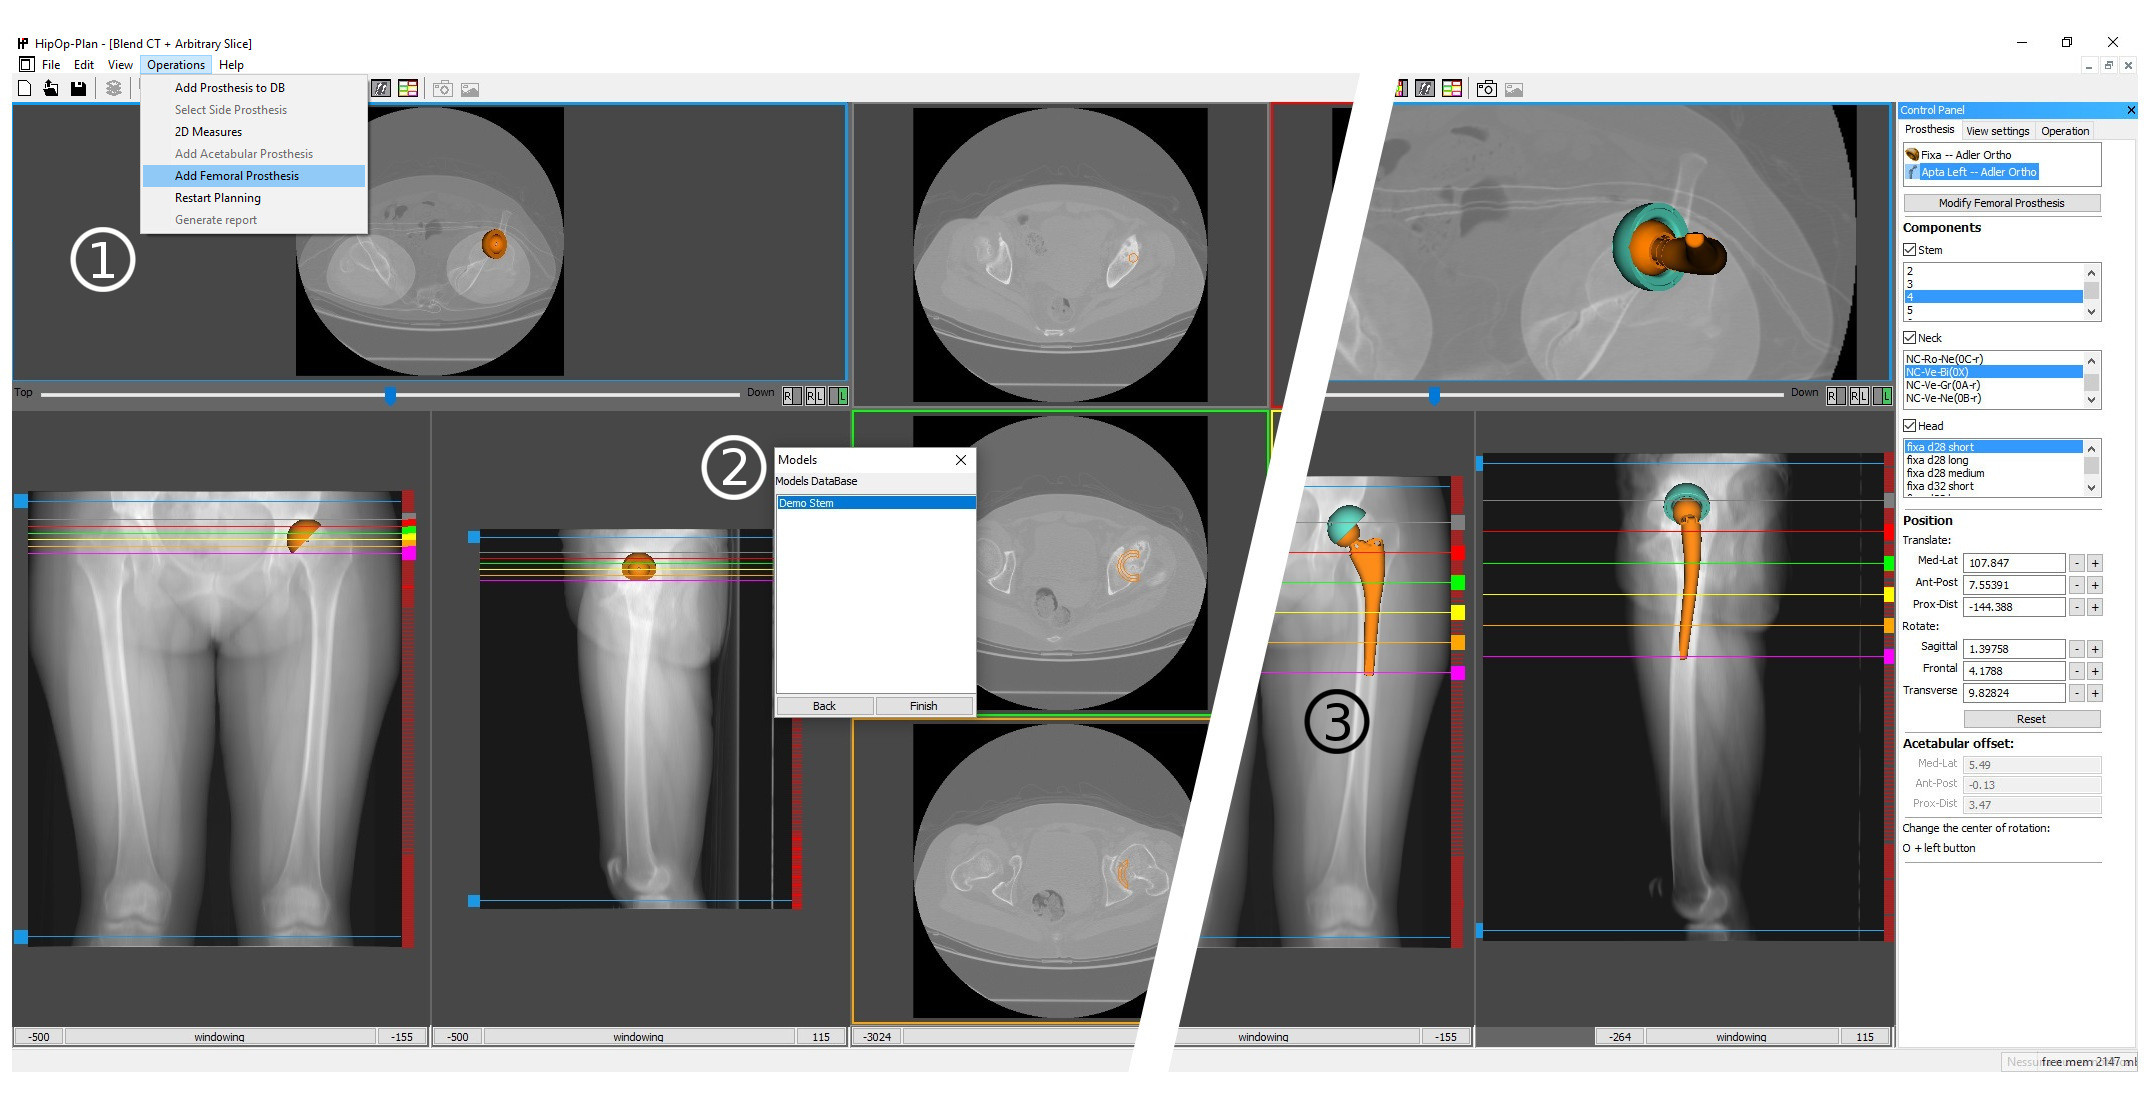 HipOp-Plan - [Blend CT + Arbitrary Slice]
File Edit View Operations Help
Add Prosthesis to DB
Select Side Prosthesis
2D Measures
Add Acetabular Prosthesis
Add Femoral Prosthesis
Restart Planning
Generate report
1
Top Down R R L L
-500 windowing -155
-500 windowing 115
2
Models
Models DataBase
Demo Stem
Back Finish
-3024 windowing -155
3
Down R R L L
-264 windowing 115
Control Panel
Prosthesis View settings Operation
Fixa -- Adler Ortho
Apta Left -- Adler Ortho
Modify Femoral Prosthesis
Components
Stem
2
3
4
5
Neck
NC-Ro-Ne(0C-r)
NC-Ve-Bi(0X)
NC-Ve-Gr(0A-r)
NC-Ve-Ne(0B-r)
Head
fixa d28 short
fixa d28 long
fixa d28 medium
fixa d32 short
Position
Translate:
Med-Lat 107.847 - +
Ant-Post 7.55391 - +
Prox-Dist -144.388 - +
Rotate:
Sagittal 1.39758 - +
Frontal 4.1788 - +
Transverse 9.82824 - +
Reset
Acetabular offset:
Med-Lat 5.49
Ant-Post -0.13
Prox-Dist 3.47
Change the center of rotation:
O + left button
free mem 2147 mb